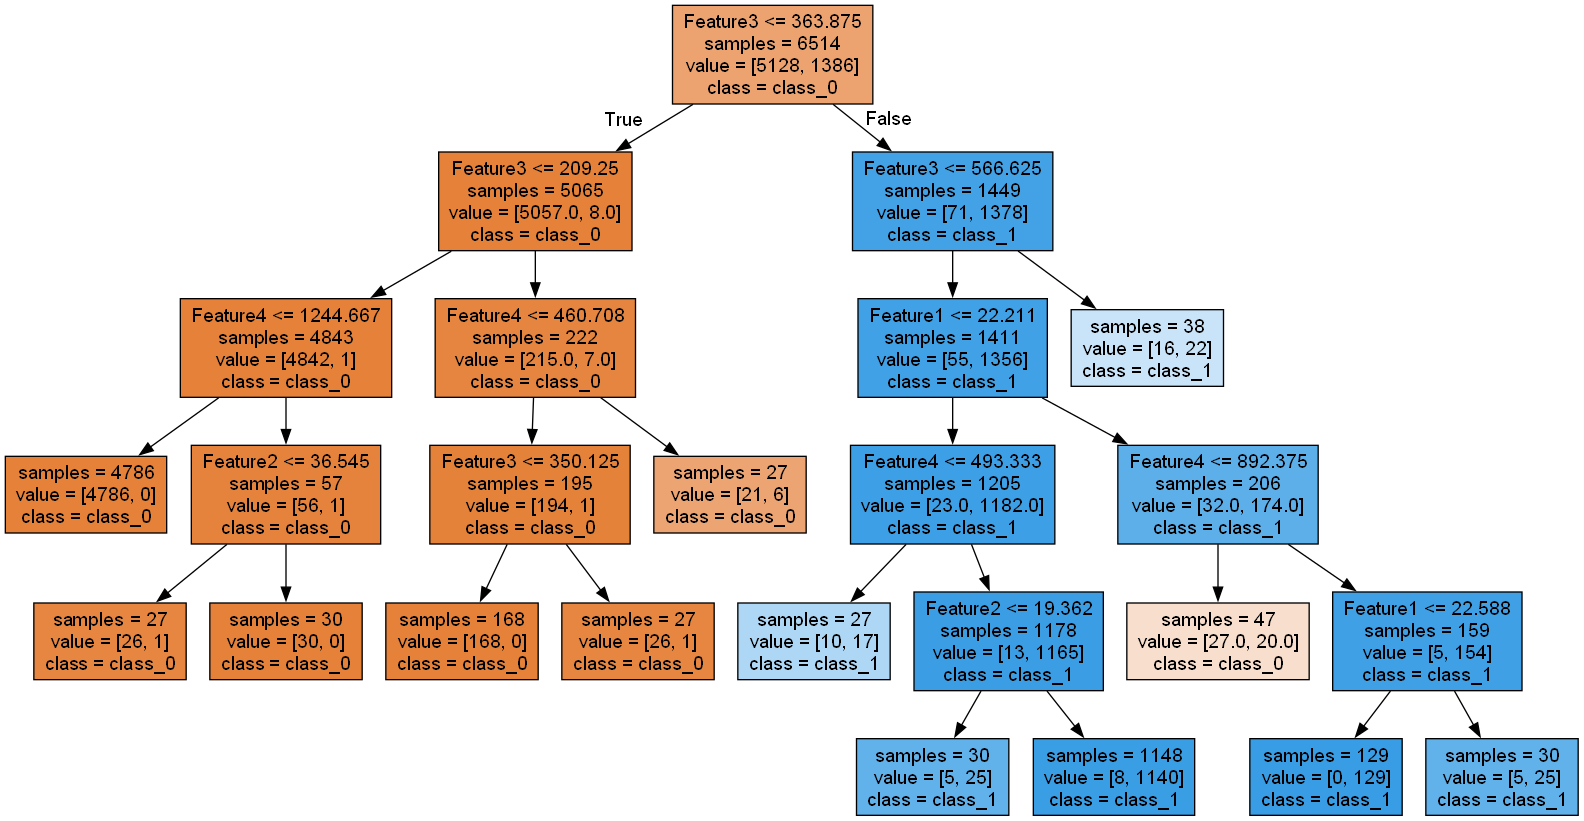 Feature3 <= 363.875
samples = 6514
value = [5128, 1386]
class = class_0
True
False
Feature3 <= 209.25
samples = 5065
value = [5057.0, 8.0]
class = class_0
Feature3 <= 566.625
samples = 1449
value = [71, 1378]
class = class_1
Feature4 <= 1244.667
samples = 4843
value = [4842, 1]
class = class_0
Feature4 <= 460.708
samples = 222
value = [215.0, 7.0]
class = class_0
Feature1 <= 22.211
samples = 1411
value = [55, 1356]
class = class_1
samples = 38
value = [16, 22]
class = class_1
samples = 4786
value = [4786, 0]
class = class_0
Feature2 <= 36.545
samples = 57
value = [56, 1]
class = class_0
Feature3 <= 350.125
samples = 195
value = [194, 1]
class = class_0
samples = 27
value = [21, 6]
class = class_0
Feature4 <= 493.333
samples = 1205
value = [23.0, 1182.0]
class = class_1
Feature4 <= 892.375
samples = 206
value = [32.0, 174.0]
class = class_1
samples = 27
value = [26, 1]
class = class_0
samples = 30
value = [30, 0]
class = class_0
samples = 168
value = [168, 0]
class = class_0
samples = 27
value = [26, 1]
class = class_0
samples = 27
value = [10, 17]
class = class_1
Feature2 <= 19.362
samples = 1178
value = [13, 1165]
class = class_1
samples = 47
value = [27.0, 20.0]
class = class_0
Feature1 <= 22.588
samples = 159
value = [5, 154]
class = class_1
samples = 30
value = [5, 25]
class = class_1
samples = 1148
value = [8, 1140]
class = class_1
samples = 129
value = [0, 129]
class = class_1
samples = 30
value = [5, 25]
class = class_1